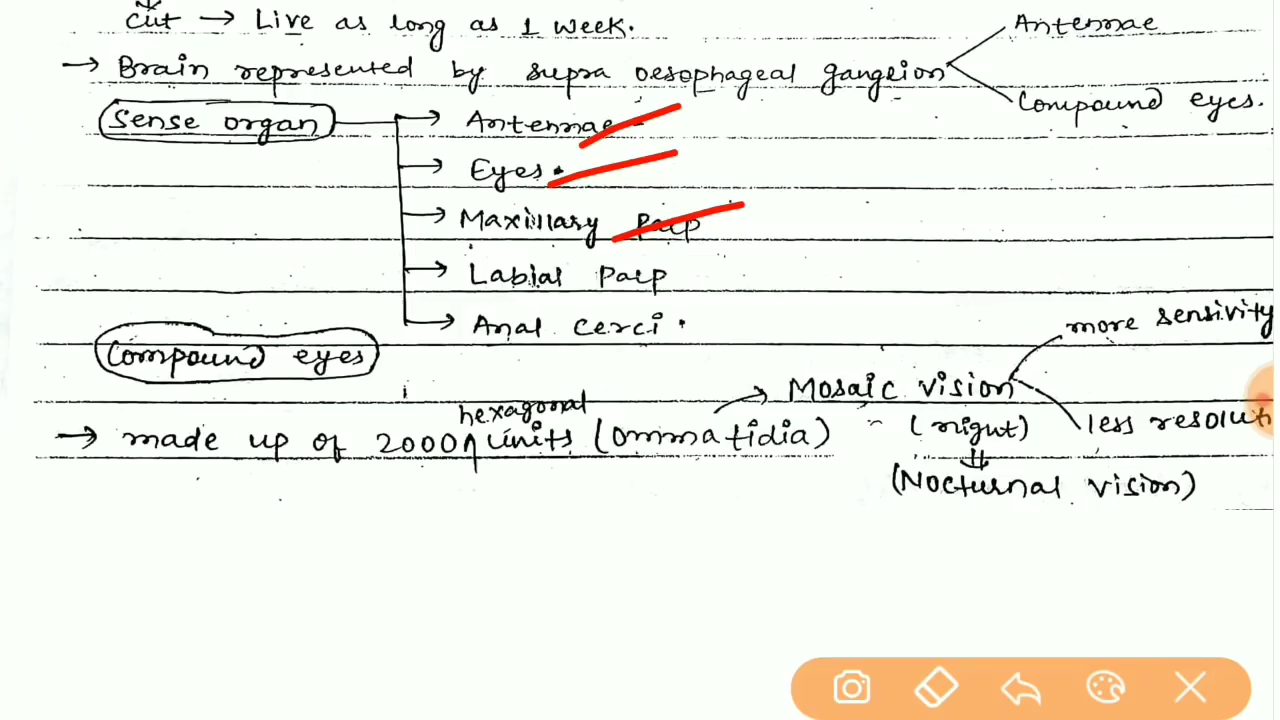 cut → Live as long as 1 week.
→ Brain represented by supra oesophageal ganglion
Antennae
Compound eyes.
Sense organ
→ Antennae
→ Eyes.
→ Maxillary Palp
→ Labial Palp
→ Anal cerci.
Compound eyes
→ made up of 2000 hexagonal units (ommatidia) → Mosaic vision
more sensivity
less resolut
(night)
(Nocturnal vision)